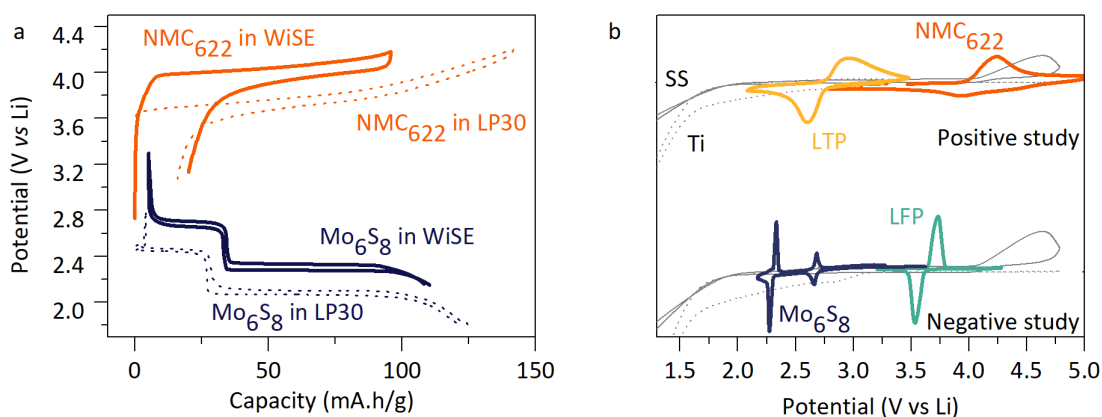 a
Potential (V vs Li)
4.4
4.0
3.6
3.2
2.8
2.4
2.0
NMC622 in WiSE
NMC622 in LP30
Mo6S8 in WiSE
Mo6S8 in LP30
0 50 100 150
Capacity (mA.h/g)
b
NMC622
SS
LTP
Positive study
Ti
LFP
Mo6S8
Negative study
1.5 2.0 2.5 3.0 3.5 4.0 4.5 5.0
Potential (V vs Li)